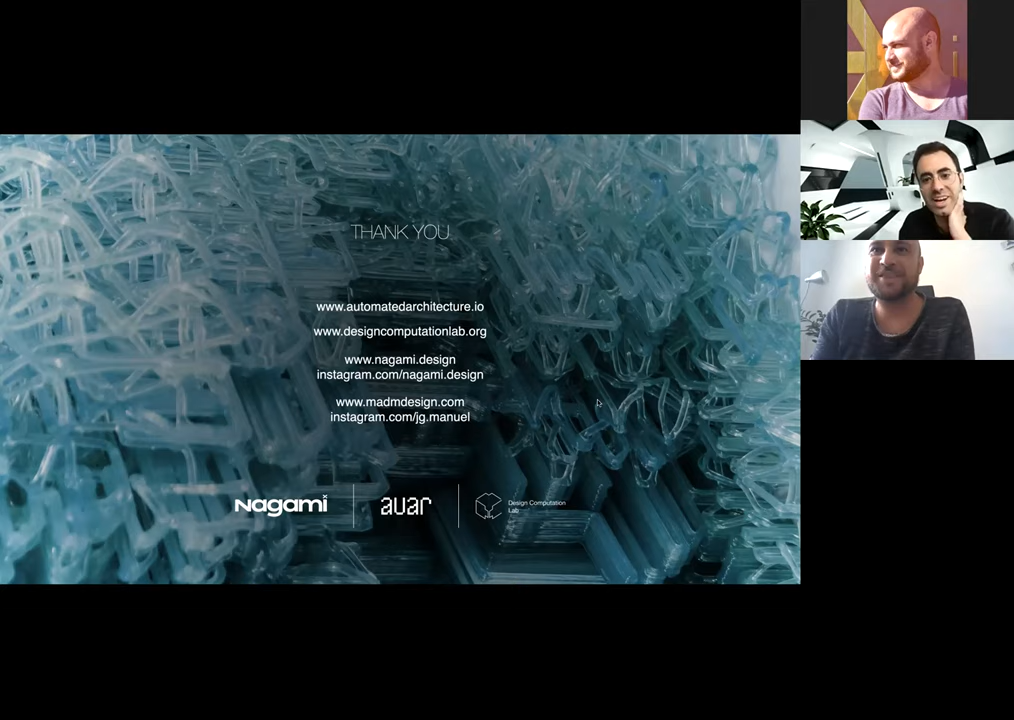 THANK YOU
www.automatedarchitecture.io
www.designcomputationlab.org
www.nagami.design
instagram.com/nagami.design
www.madmdesign.com
instagram.com/jg.manuel
Nagami
auar
Design Computation
Lab